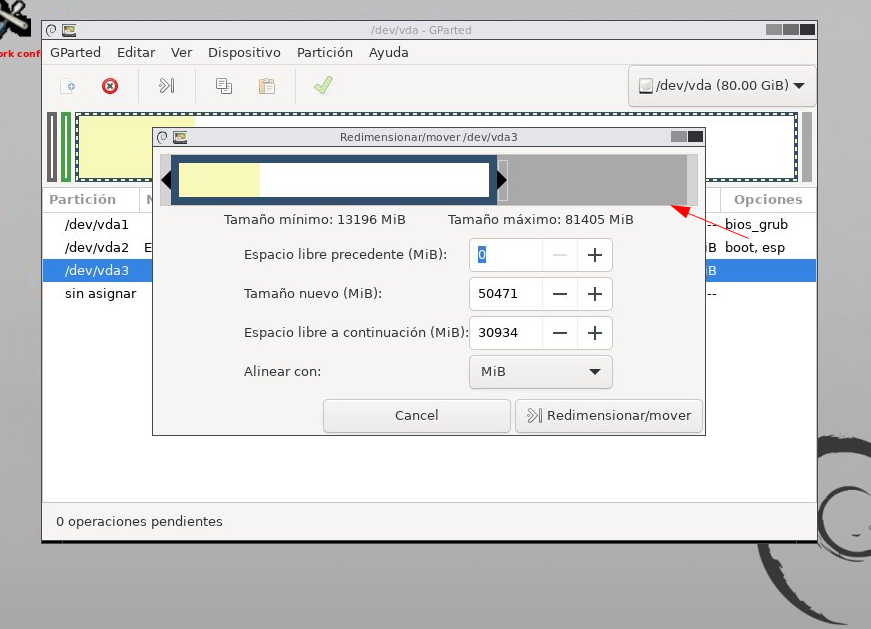 /dev/vda - GParted
GParted Editar Ver Dispositivo Partición Ayuda
ork conf
/dev/vda (80.00 GiB)
Redimensionar/mover /dev/vda3
Partición
Opciones
Tamaño mínimo: 13196 MiB Tamaño máximo: 81405 MiB
/dev/vda1
-- bios_grub
/dev/vda2 E
iB boot, esp
Espacio libre precedente (MiB): 0
/dev/vda3
B
Tamaño nuevo (MiB): 50471
sin asignar
--
Espacio libre a continuación (MiB): 30934
Alinear con: MiB
Cancel Redimensionar/mover
0 operaciones pendientes